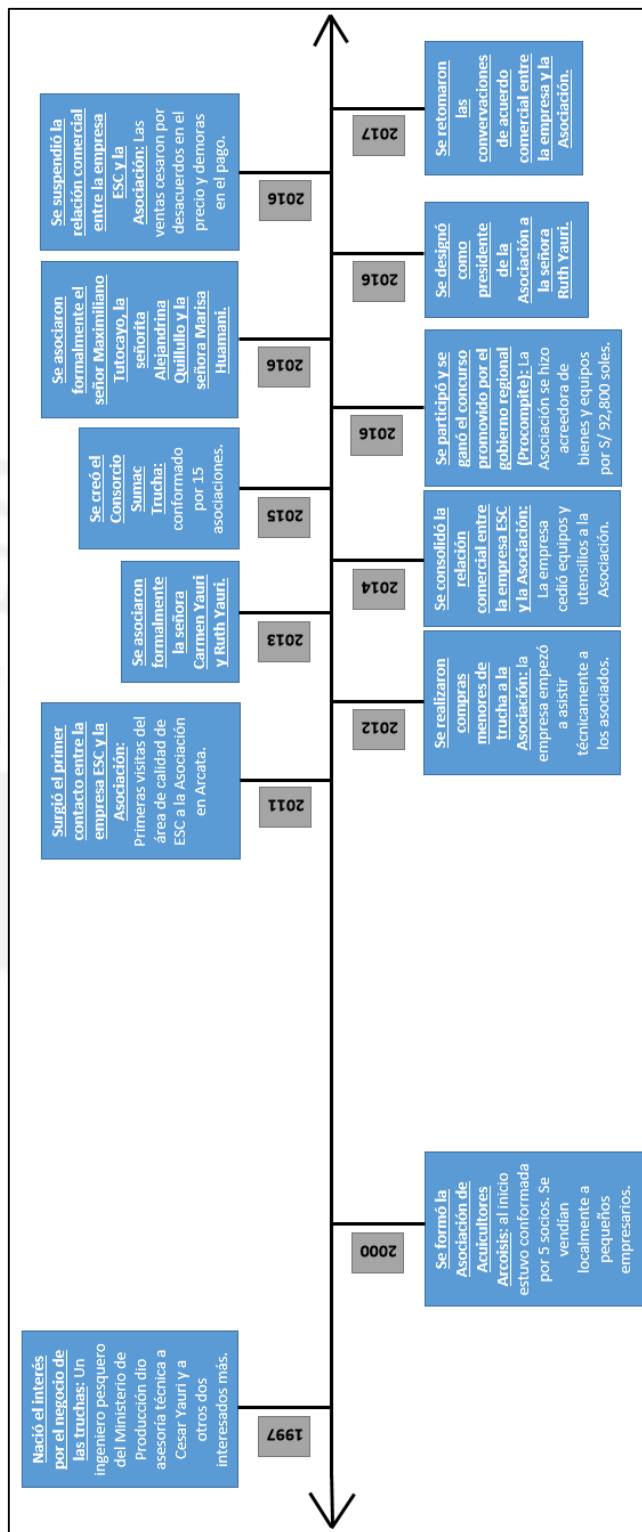 Nació el interés
por el negocio de
las truchas: Un
ingeniero pesquero
del Ministerio de
Producción dio
asesoría técnica a
Cesar Yauri y a
otros dos
interesados más.
1997
Se formó la
Asociación de
Acuicultores
Arcoisis: al inicio
estuvo conformada
por 5 socios. Se
vendían
localmente a
pequeños
empresarios.
2000
Surgió el primer
contacto entre la
empresa ESC y la
Asociación:
Primeras visitas del
área de calidad de
ESC a la Asociación
en Arcata.
2011
Se realizaron
compras
menores de
trucha a la
Asociación: la
empresa empezó
a asistir
técnicamente a
los asociados.
2012
Se asociaron
formalmente
la señora
Carmen Yauri
y Ruth Yauri.
2013
Se consolidó la
relación
comercial entre
la empresa ESC
y la Asociación:
La empresa
cedió equipos y
utensilios a la
Asociación.
2014
Se creó el
Consorcio
Sumac
Trucha:
conformado
por 15
asociaciones.
2015
Se participó y se
ganó el concurso
promovido por el
gobierno regional
(Procompite): La
Asociación se hizo
acreedora de
bienes y equipos
por S/ 92,800 soles.
2016
Se asociaron
formalmente el
señor Maximiliano
Tutocayo, la
señorita
Alejandrina
Quillullo y la
señora Marisa
Huamani.
2016
Se designó
como
presidente
de la
Asociación a
la señora
Ruth Yauri.
2016
Se suspendió la
relación comercial
entre la empresa
ESC y la
Asociación: Las
ventas cesaron por
desacuerdos en el
precio y demoras
en el pago.
2016
Se retomaron
las
convervaciones
de acuerdo
comercial entre
la empresa y la
Asociación.
2017